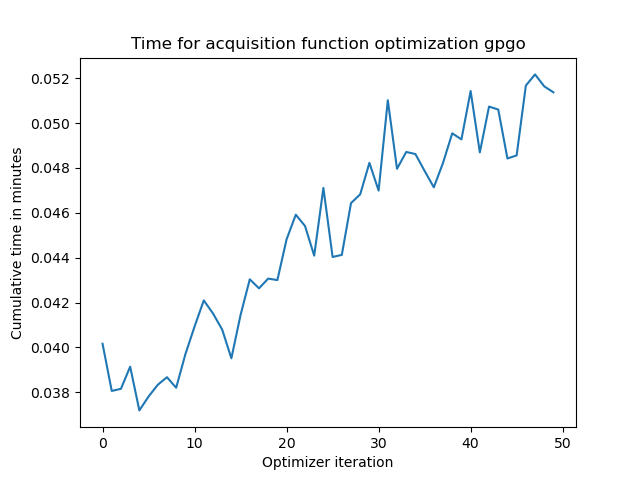 Time for acquisition function optimization gpgo
Cumulative time in minutes
0.052
0.050
0.048
0.046
0.044
0.042
0.040
0.038
0 10 20 30 40 50
Optimizer iteration